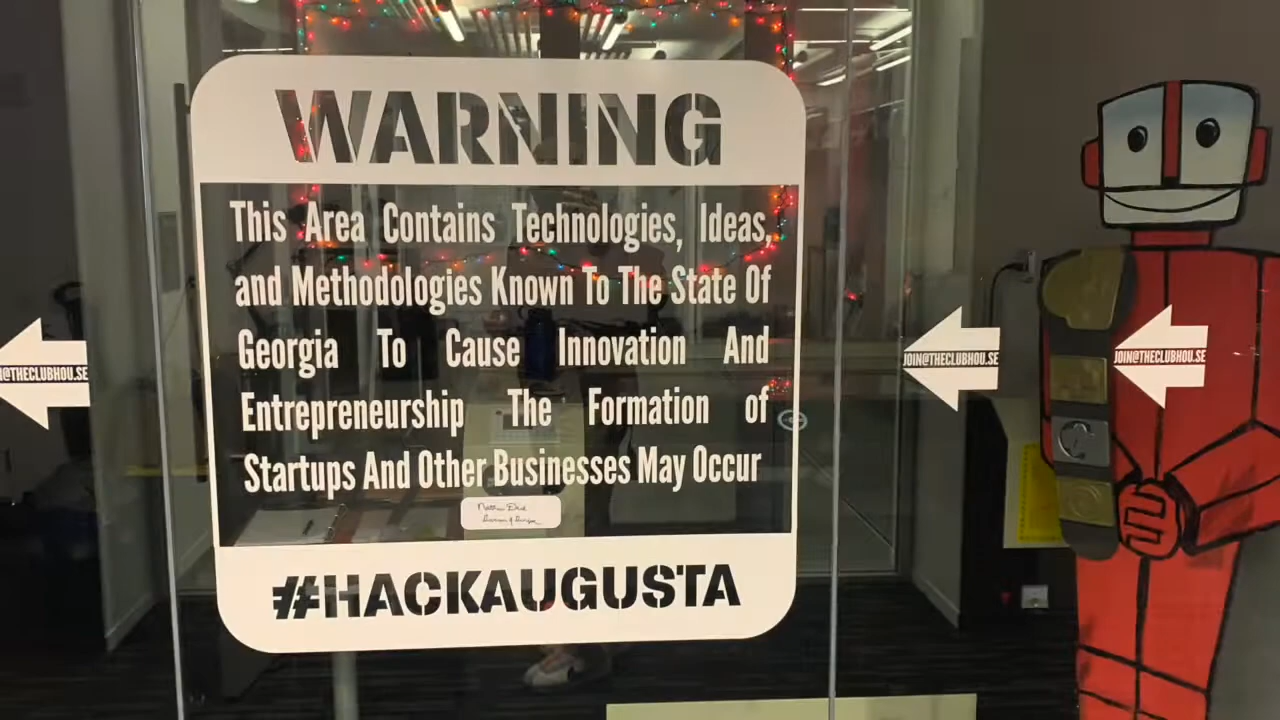 WARNING
This Area Contains Technologies, Ideas,
and Methodologies Known To The State Of
Georgia To Cause Innovation And
Entrepreneurship The Formation of
Startups And Other Businesses May Occur
#HACKAUGUSTA
@THECLUBHOU.SE
JOIN@THECLUBHOU.SE
JOIN@THECLUBHOU.SE